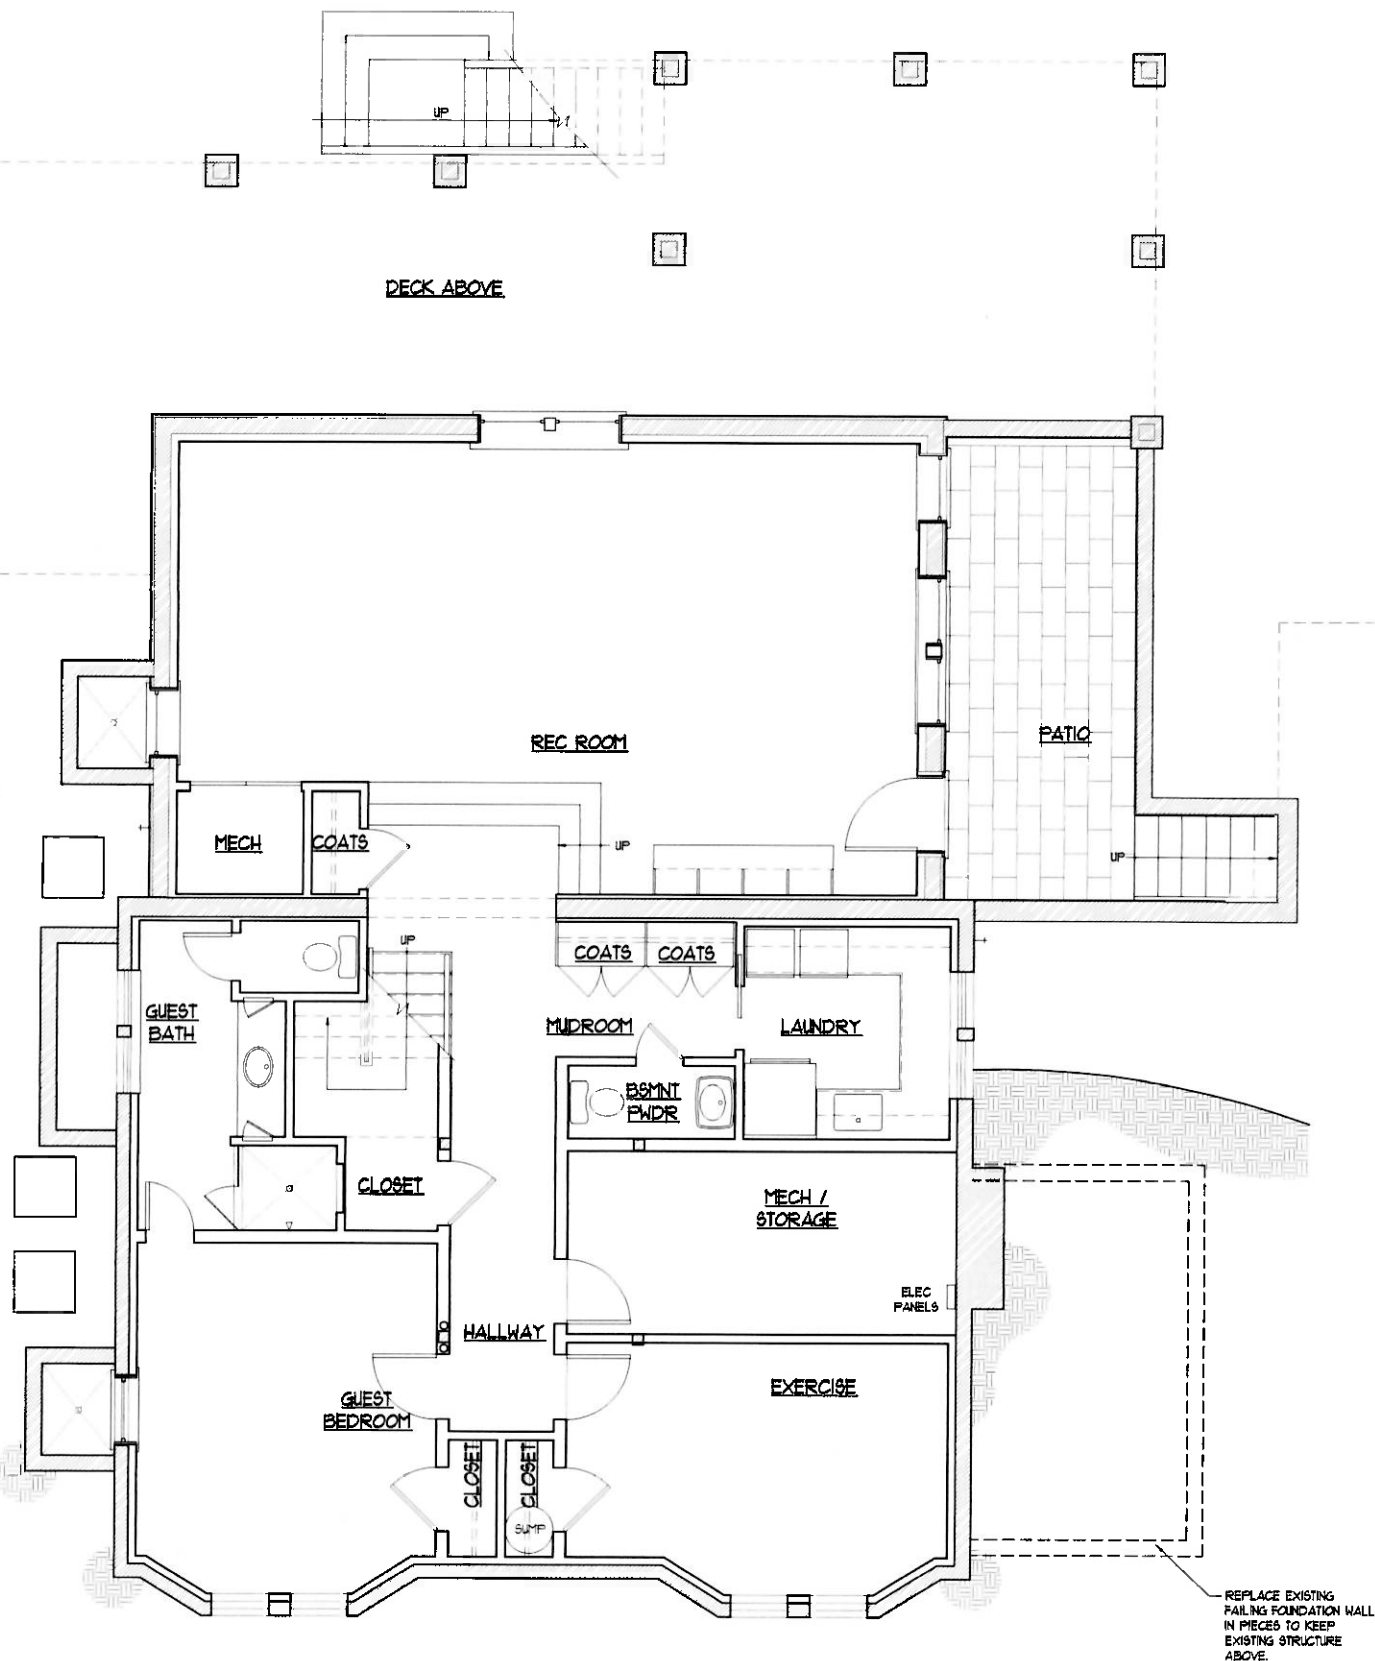 UP
DECK ABOVE
REC ROOM
PATIO
MECH
COATS
UP
UP
UP
COATS
COATS
GUEST
BATH
MUDROOM
LAUNDRY
BSMNT
PWDR
CLOSET
MECH /
STORAGE
ELEC
PANELS
HALLWAY
EXERCISE
GUEST
BEDROOM
CLOSET
CLOSET
SUMP
REPLACE EXISTING
FAILING FOUNDATION WALL
IN PIECES TO KEEP
EXISTING STRUCTURE
ABOVE.